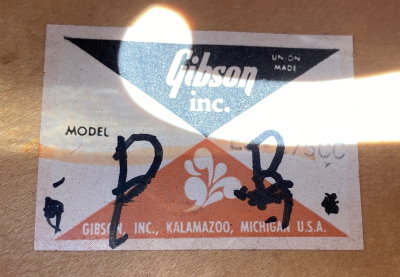 Gibson
UNION
MADE
inc.
MODEL
P B
GIBSON, INC., KALAMAZOO, MICHIGAN U.S.A.